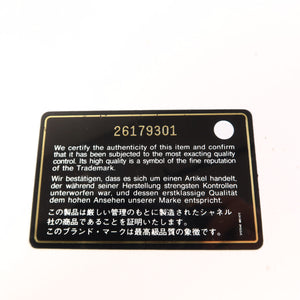 26179301
We certify the authenticity of this item and confirm
that it has been subjected to the most exacting quality
control. Its high quality is a symbol of the fine reputation
of the Trademark.
Wir bestätigen, dass es sich um einen Artikel handelt,
der während seiner Herstellung strengsten Kontrollen
unterworfen war, und dessen erstklassige Qualität
dem hohen Ansehen unserer Marke entspricht.
この製品は厳しい管理のもとに製造されたシャネル
社の商品であることを証明いたします。
このブランド・マークは最高級品質の象徴です。